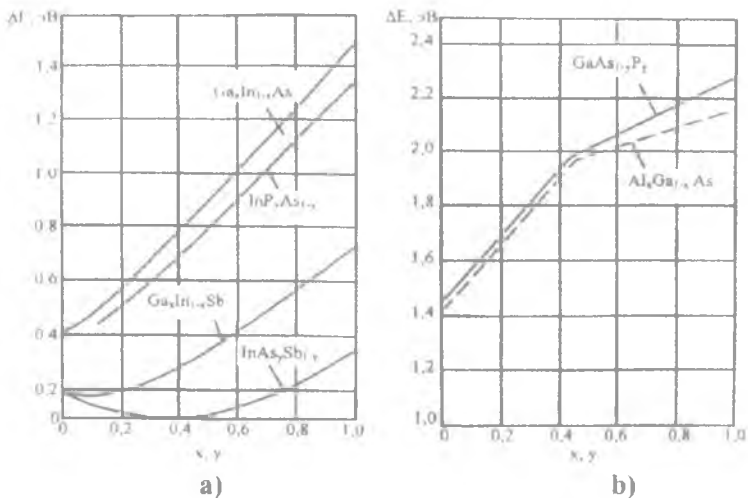 ΔE, эВ
1.4
1.2
1.0
0.8
0.6
0.4
0.2
0
GaxIn1-xAs
InPyAs1-y
GaxIn1-xSb
InAsySb1-y
0 0,2 0,4 0,6 0,8 1,0
x, y
a)
ΔE, эВ
2.4
2.2
2.0
1.8
1.6
1.4
1.2
1,0
GaAs1-yPy
AlxGa1-xAs
0 0,2 0,4 0,6 0,8 1,0
x, y
b)